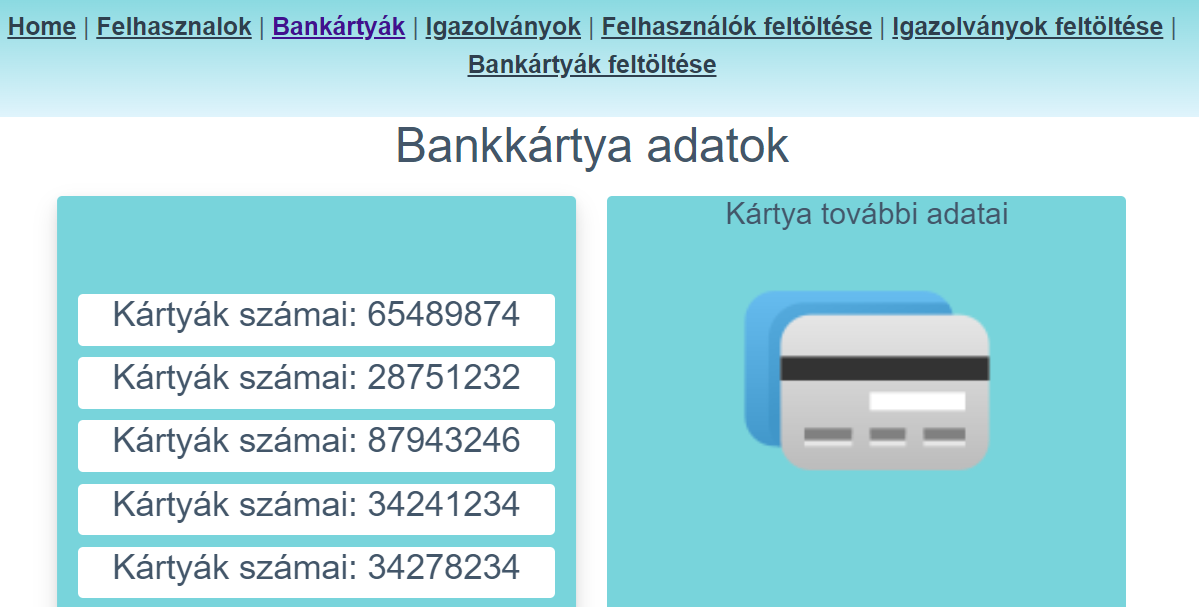 Home | Felhasznalok | Bankártyák | Igazolványok | Felhasználók feltöltése | Igazolványok feltöltése |
Bankártyák feltöltése
Bankkártya adatok
Kártyák számai: 65489874
Kártyák számai: 28751232
Kártyák számai: 87943246
Kártyák számai: 34241234
Kártyák számai: 34278234
Kártya további adatai